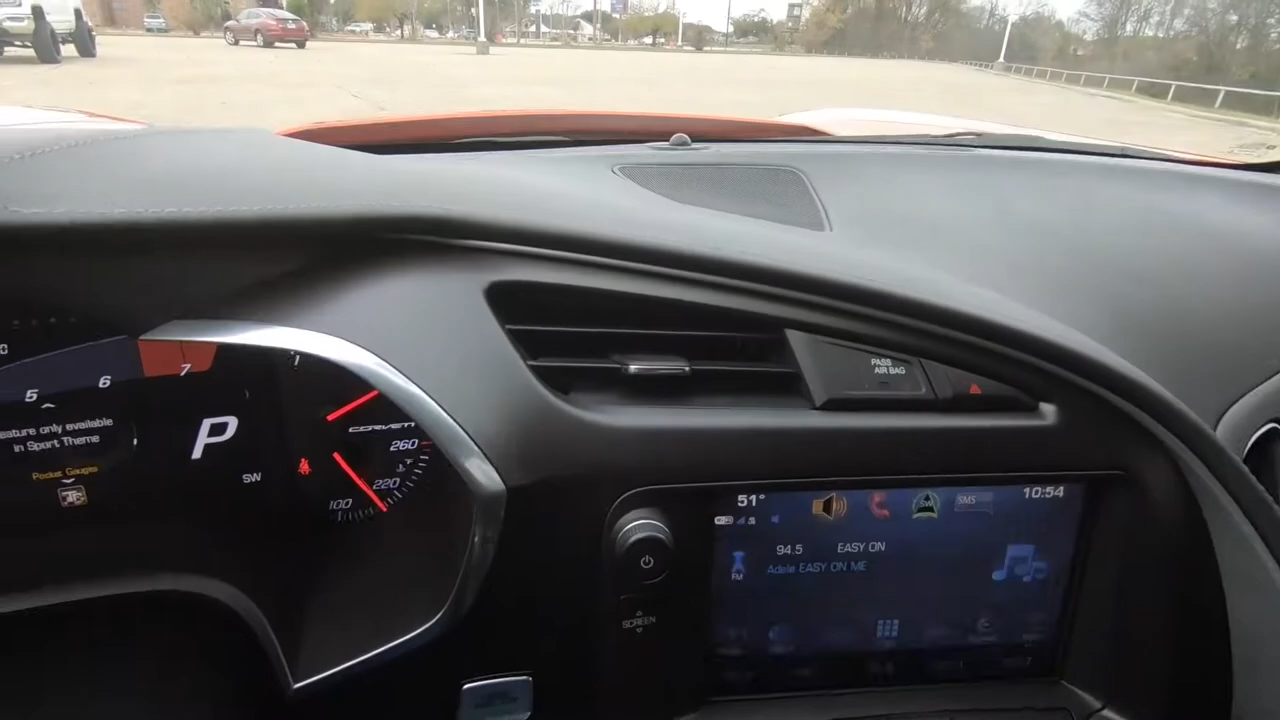 5
6
7
eature only available
in Sport Theme
Pocket Gauges
P
SW
CORVETTE
260
220
°F
100
PASS
AIR BAG
SCREEN
51°
SW
SMS
10:54
94.5 EASY ON
Adele EASY ON ME
FM